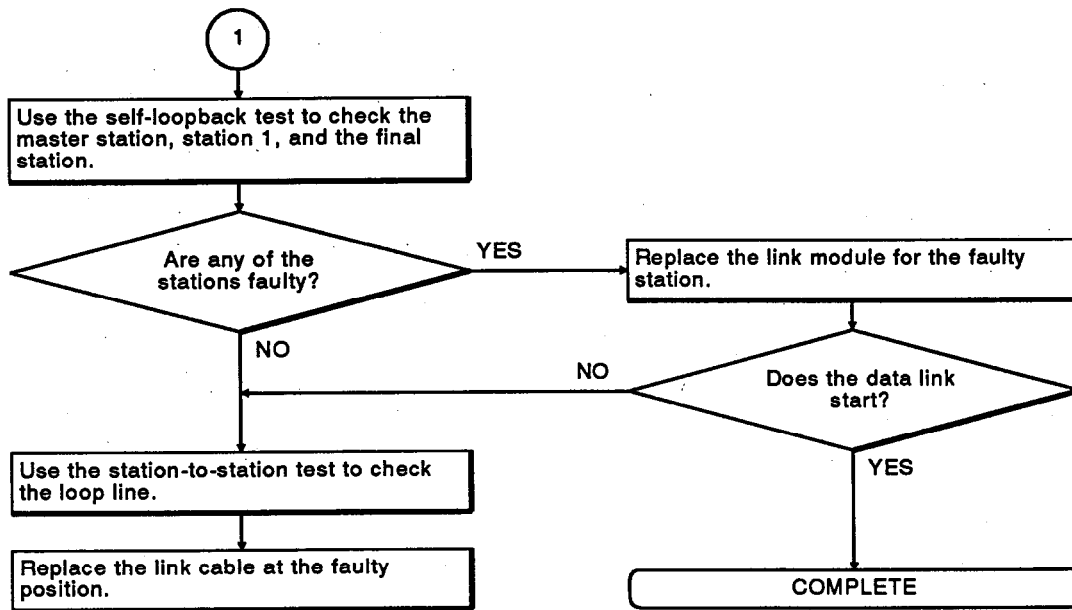 1
Use the self-loopback test to check the
master station, station 1, and the final
station.
Are any of the
stations faulty?
YES
Replace the link module for the faulty
station.
NO
NO
Does the data link
start?
YES
Use the station-to-station test to check
the loop line.
Replace the link cable at the faulty
position.
COMPLETE